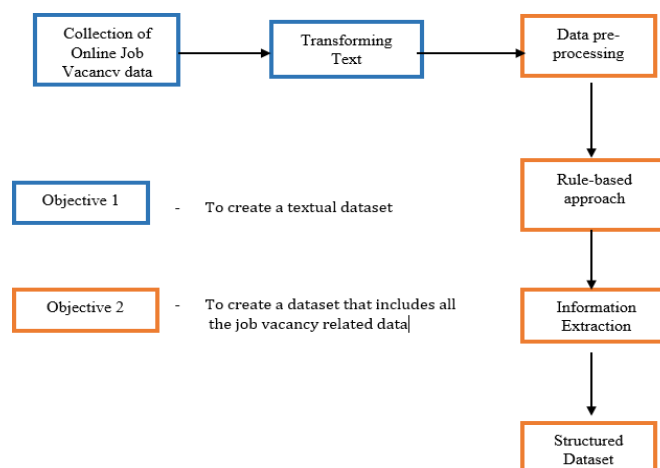 Collection of
Online Job
Vacancy data
Transforming
Text
Data pre-
processing
Rule-based
approach
Objective 1
- To create a textual dataset
Objective 2
- To create a dataset that includes all
the job vacancy related data
Information
Extraction
Structured
Dataset